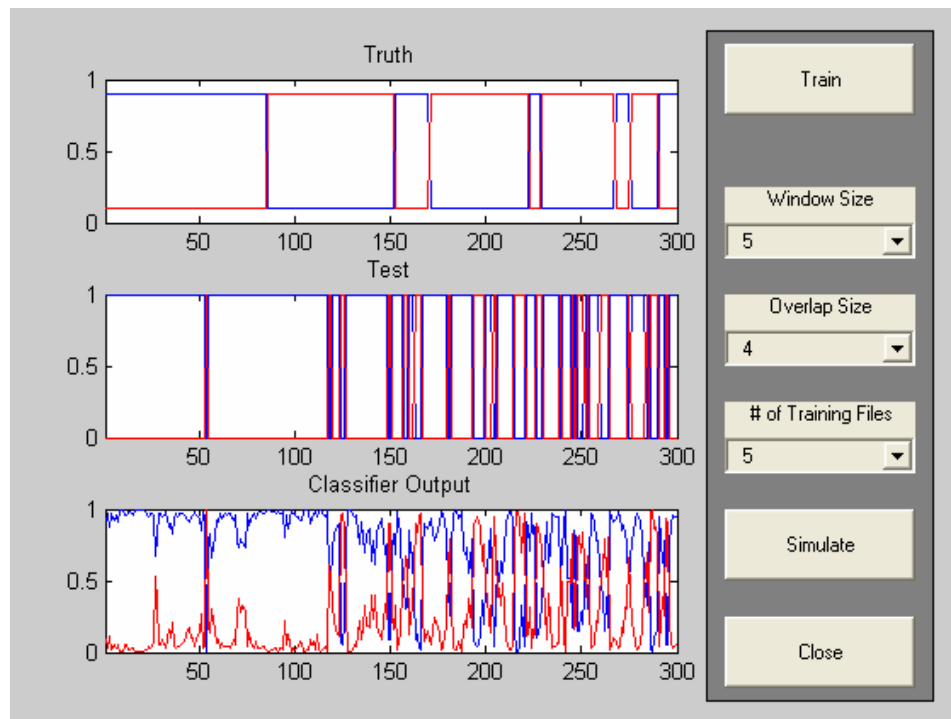 Truth
1
0.5
0
50 100 150 200 250 300
Test
1
0.5
0
50 100 150 200 250 300
Classifier Output
1
0.5
0
50 100 150 200 250 300
Train
Window Size
5
Overlap Size
4
# of Training Files
5
Simulate
Close